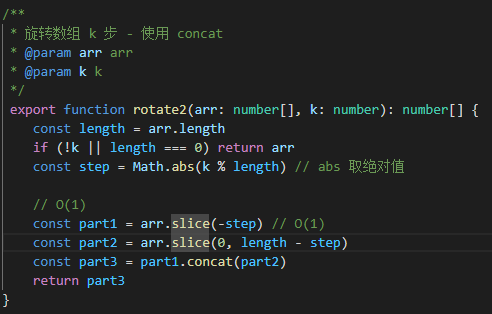 /**
 * 旋转数组 k 步 - 使用 concat
 * @param arr arr
 * @param k k
 */
export function rotate2(arr: number[], k: number): number[] {
    const length = arr.length
    if (!k || length === 0) return arr
    const step = Math.abs(k % length) // abs 取绝对值

    // O(1)
    const part1 = arr.slice(-step) // O(1)
    const part2 = arr.slice(0, length - step)
    const part3 = part1.concat(part2)
    return part3
}